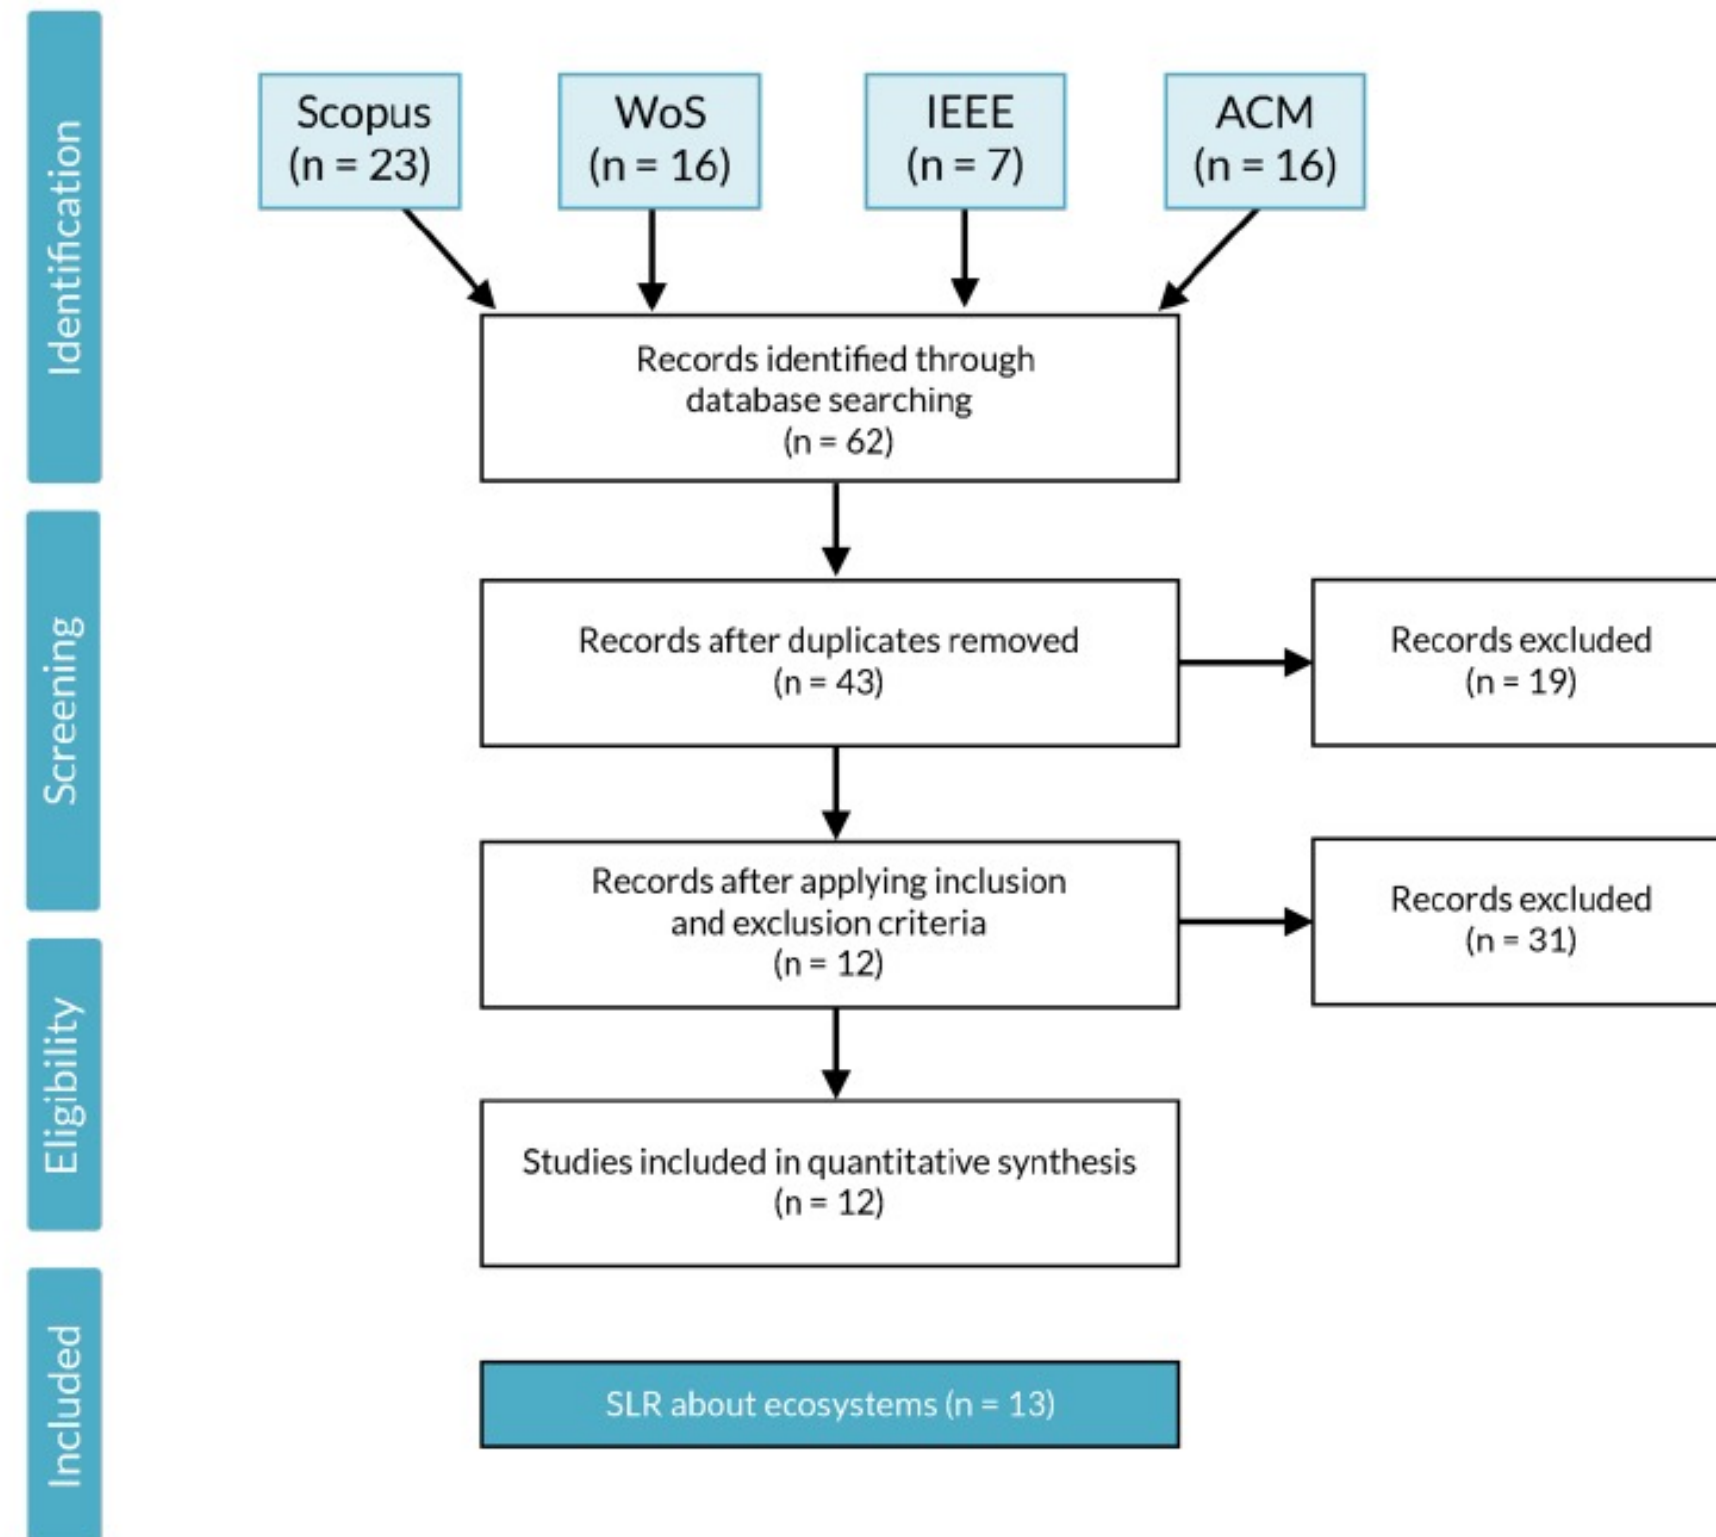 Identification
Scopus
(n = 23)
WoS
(n = 16)
IEEE
(n = 7)
ACM
(n = 16)
Records identified through
database searching
(n = 62)
Screening
Records after duplicates removed
(n = 43)
Records excluded
(n = 19)
Records after applying inclusion
and exclusion criteria
(n = 12)
Records excluded
(n = 31)
Eligibility
Studies included in quantitative synthesis
(n = 12)
Included
SLR about ecosystems (n = 13)